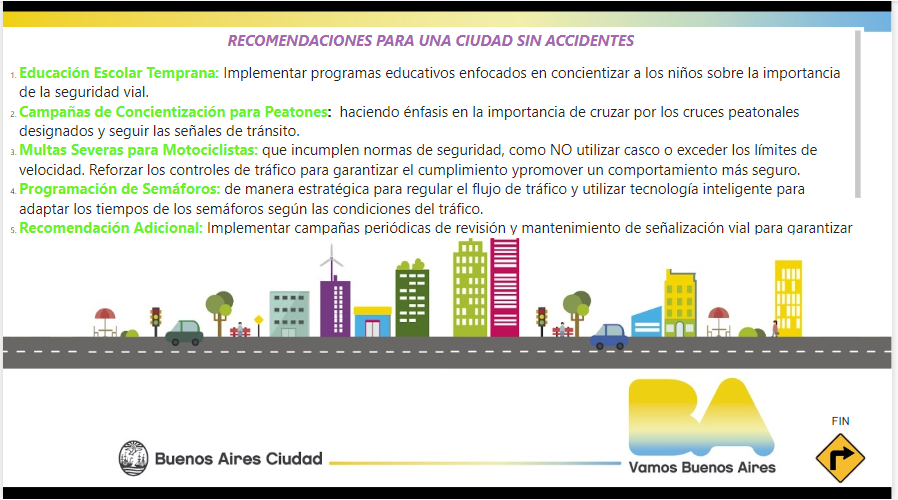 RECOMENDACIONES PARA UNA CIUDAD SIN ACCIDENTES
1. Educación Escolar Temprana: Implementar programas educativos enfocados en concientizar a los niños sobre la importancia
de la seguridad vial.
2. Campañas de Concientización para Peatones: haciendo énfasis en la importancia de cruzar por los cruces peatonales
designados y seguir las señales de tránsito.
3. Multas Severas para Motociclistas: que incumplen normas de seguridad, como NO utilizar casco o exceder los límites de
velocidad. Reforzar los controles de tráfico para garantizar el cumplimiento ypromover un comportamiento más seguro.
4. Programación de Semáforos: de manera estratégica para regular el flujo de tráfico y utilizar tecnología inteligente para
adaptar los tiempos de los semáforos según las condiciones del tráfico.
5. Recomendación Adicional: Implementar campañas periódicas de revisión y mantenimiento de señalización vial para garantizar
BA
FIN
Buenos Aires Ciudad
Vamos Buenos Aires